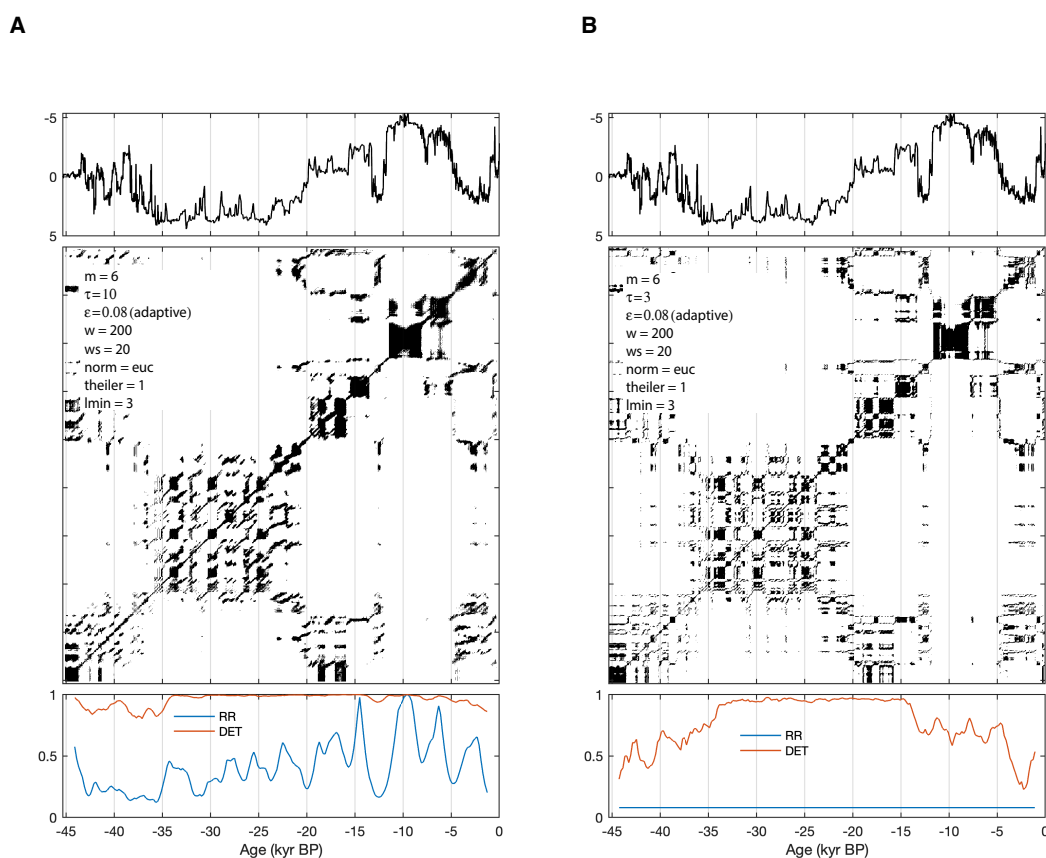 A
B
-5
0
5
-5
0
5
m = 6
τ=10
ε=0.08 (adaptive)
w = 200
ws = 20
norm = euc
theiler = 1
lmin = 3
m = 6
τ=3
ε=0.08 (adaptive)
w = 200
ws = 20
norm = euc
theiler = 1
lmin = 3
1
0.5
0
RR
DET
-45 -40 -35 -30 -25 -20 -15 -10 -5 0
Age (kyr BP)
1
0.5
0
RR
DET
-45 -40 -35 -30 -25 -20 -15 -10 -5 0
Age (kyr BP)